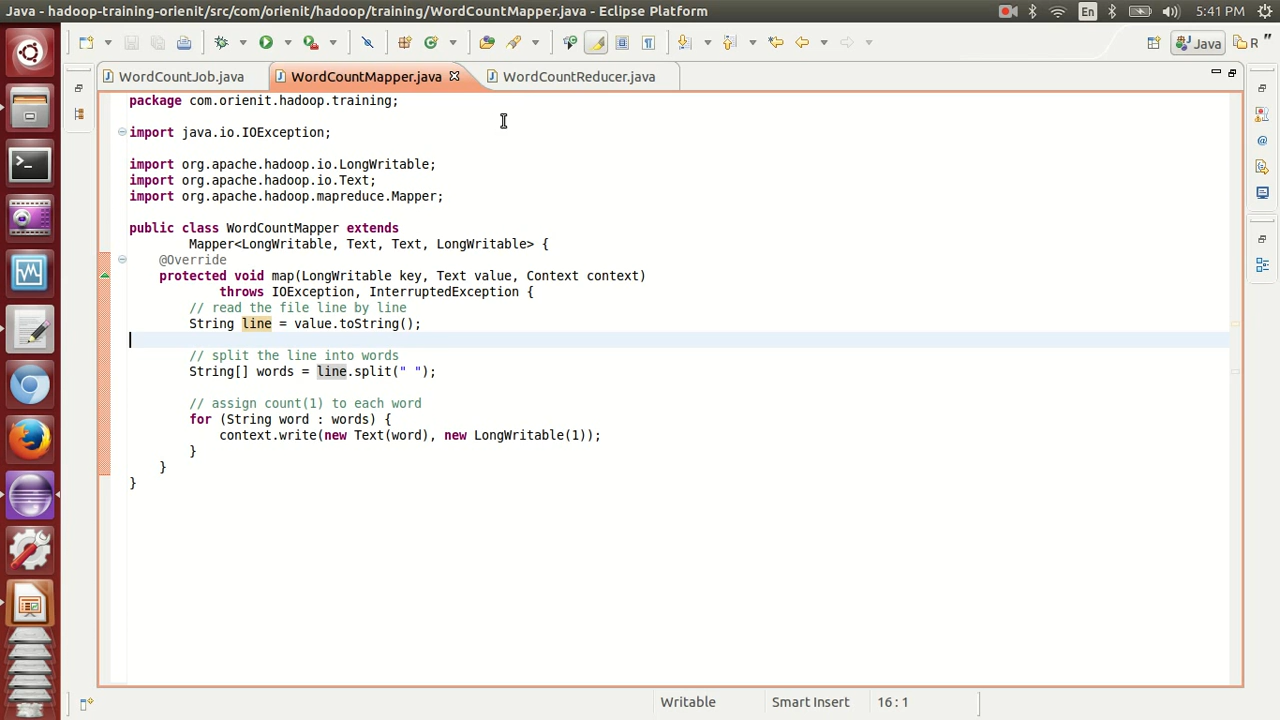 Java - hadoop-training-orienit/src/com/orienit/hadoop/training/WordCountMapper.java - Eclipse Platform
En
5:41 PM
Java
R
WordCountJob.java
WordCountMapper.java
WordCountReducer.java
package com.orienit.hadoop.training;
import java.io.IOException;
import org.apache.hadoop.io.LongWritable;
import org.apache.hadoop.io.Text;
import org.apache.hadoop.mapreduce.Mapper;
public class WordCountMapper extends
Mapper<LongWritable, Text, Text, LongWritable> {
@Override
protected void map(LongWritable key, Text value, Context context)
throws IOException, InterruptedException {
// read the file line by line
String line = value.toString();
// split the line into words
String[] words = line.split(" ");
// assign count(1) to each word
for (String word : words) {
context.write(new Text(word), new LongWritable(1));
}
}
}
Writable
Smart Insert
16 : 1